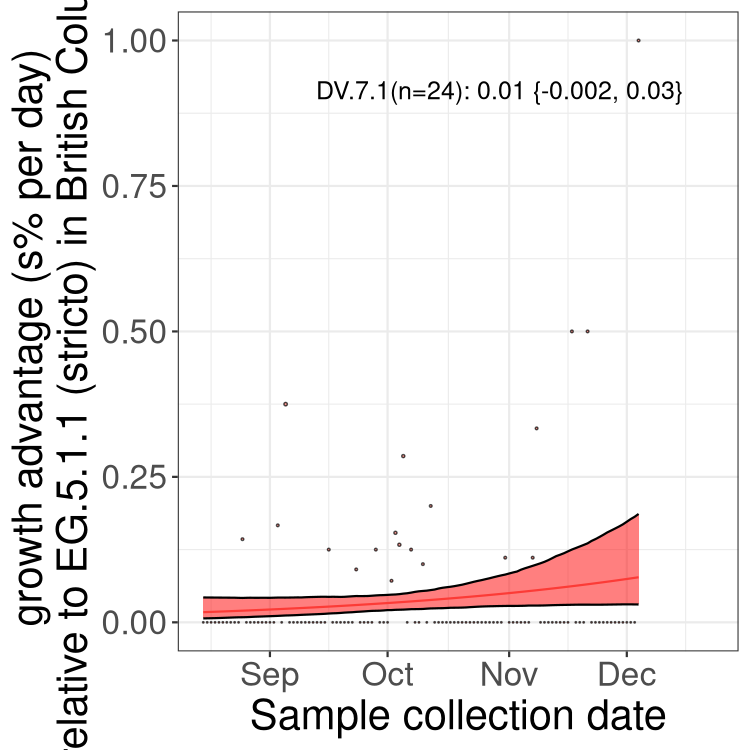 growth advantage (s% per day)
relative to EG.5.1.1 (stricto) in British Colu
1.00
0.75
0.50
0.25
0.00
DV.7.1(n=24): 0.01 {-0.002, 0.03}
Sep Oct Nov Dec
Sample collection date